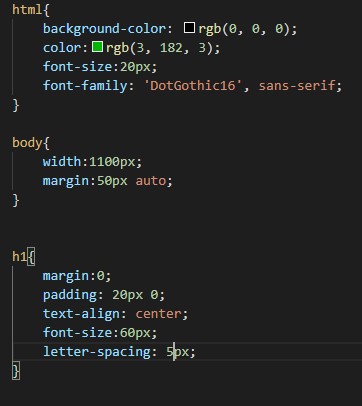 html{
    background-color: rgb(0, 0, 0);
    color:rgb(3, 182, 3);
    font-size:20px;
    font-family: 'DotGothic16', sans-serif;
}
body{
    width:1100px;
    margin:50px auto;
}
h1{
    margin:0;
    padding: 20px 0;
    text-align: center;
    font-size:60px;
    letter-spacing: 5px;
}